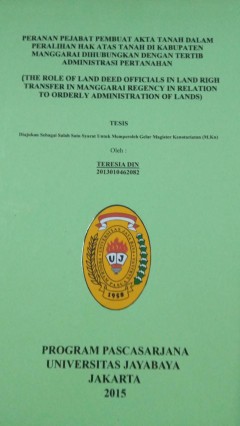 PERANAN PEJABAT PEMBUAT AKTA TANAH DALAM
PERALIHAN HAK ATAS TANAH DI KABUPATEN
MANGGARAI DIHUBUNGKAN DENGAN TERTIB
ADMINISTRASI PERTANAHAN
(THE ROLE OF LAND DEED OFFICIALS IN LAND RIGH
TRANSFER IN MANGGARAI REGENCY IN RELATION
TO ORDERLY ADMINISTRATION OF LANDS)
TESIS
Diajukan Sebagai Salah Satu Syarat Untuk Memperoleh Gelar Magister Kenotariatan (M.Kn)
Oleh :
TERESIA DIN
2013010462082
UJ
1958
PROGRAM PASCASARJANA
UNIVERSITAS JAYABAYA
JAKARTA
2015